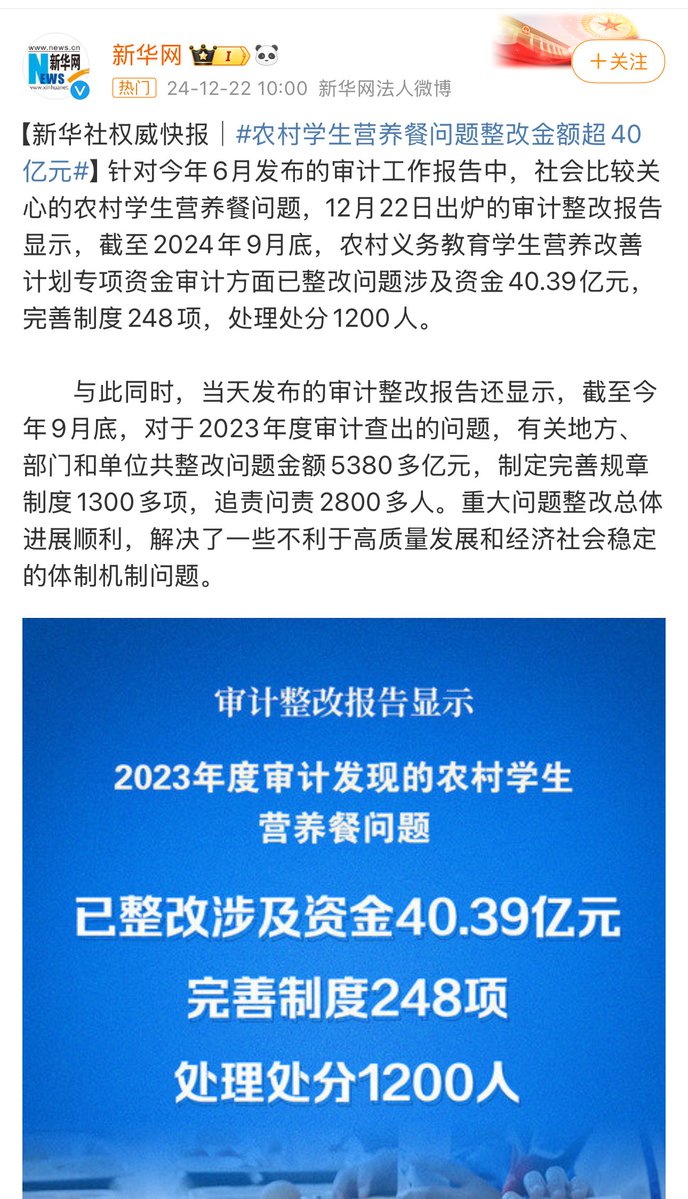 www.news.cn
新华网
NEWS
www.xinhuanet.com
新华网
I
+关注
热门 24-12-22 10:00 新华网法人微博
【新华社权威快报｜#农村学生营养餐问题整改金额超40
亿元#】针对今年6月发布的审计工作报告中，社会比较关
心的农村学生营养餐问题，12月22日出炉的审计整改报告
显示，截至2024年9月底，农村义务教育学生营养改善
计划专项资金审计方面已整改问题涉及资金40.39亿元，
完善制度248项，处理处分1200人。
与此同时，当天发布的审计整改报告还显示，截至今
年9月底，对于2023年度审计查出的问题，有关地方、
部门和单位共整改问题金额5380多亿元，制定完善规章
制度1300多项，追责问责2800多人。重大问题整改总体
进展顺利，解决了一些不利于高质量发展和经济社会稳定
的体制机制问题。
审计整改报告显示
2023年度审计发现的农村学生
营养餐问题
已整改涉及资金40.39亿元
完善制度248项
处理处分1200人